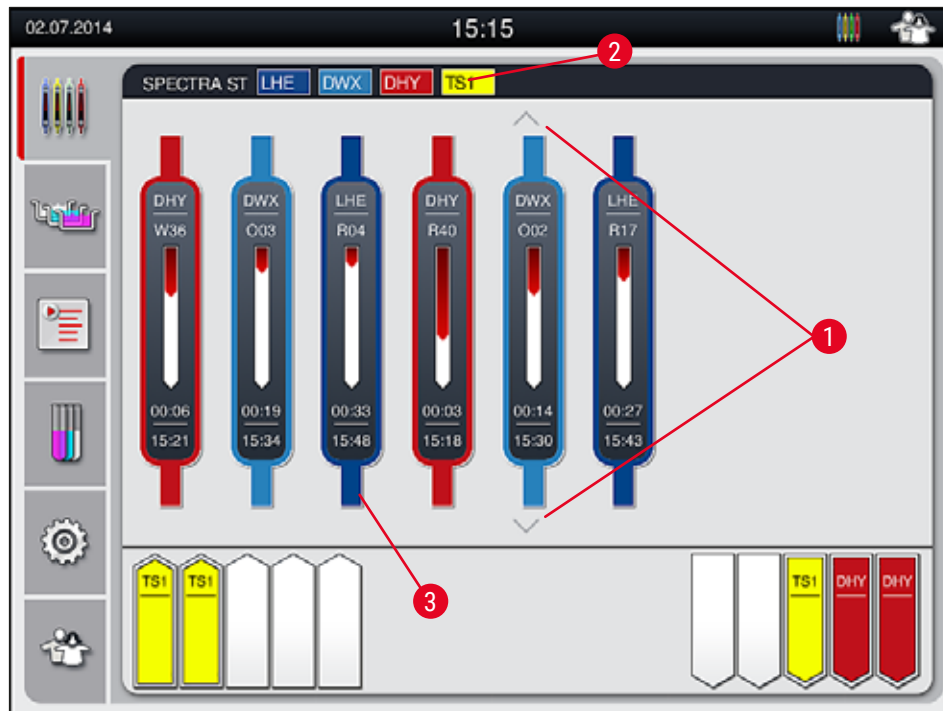 02.07.2014 15:15
2
SPECTRA ST LHE DWX DHY TS1
DHY DWX LHE DHY DWX LHE
W36 O03 R04 R40 O02 R17
1
00:06 00:19 00:33 00:03 00:14 00:27
15:21 15:34 15:48 15:18 15:30 15:43
3
TS1 TS1 TS1 DHY DHY